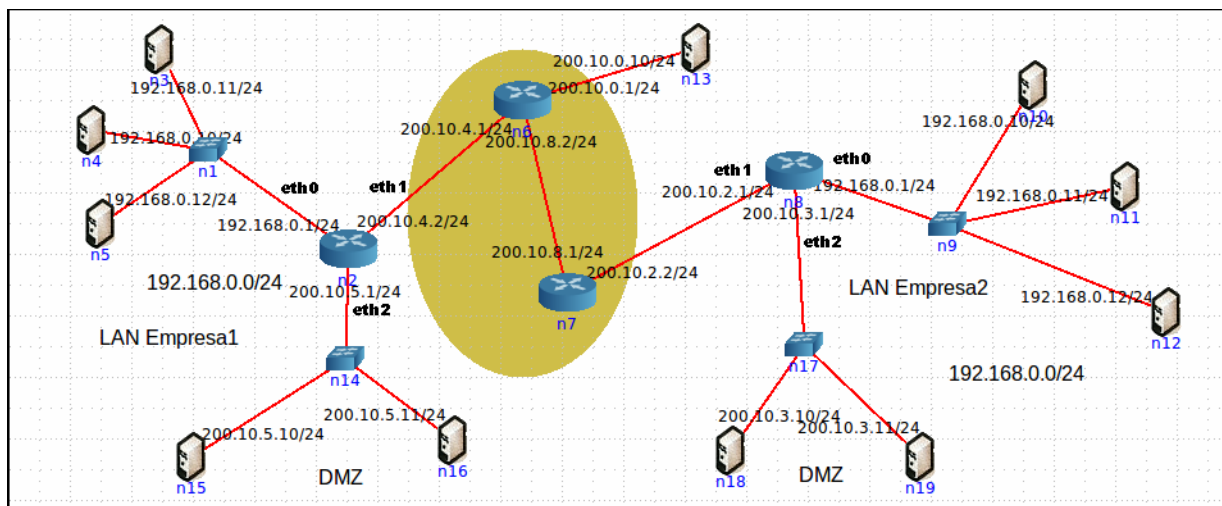 n3
192.168.0.11/24
n4
192.168.0.10/24
n1
n5
192.168.0.12/24
eth0
192.168.0.1/24
192.168.0.0/24
LAN Empresa1
n2
eth1
200.10.4.2/24
200.10.5.1/24
eth2
n14
200.10.5.10/24
200.10.5.11/24
n15
n16
DMZ
200.10.0.10/24
n13
200.10.0.1/24
n6
200.10.4.1/24
200.10.8.2/24
200.10.8.1/24
200.10.2.2/24
n7
eth1
eth0
200.10.2.1/24
n8
192.168.0.1/24
200.10.3.1/24
eth2
n10
192.168.0.10/24
192.168.0.11/24
n11
n9
LAN Empresa2
192.168.0.12/24
n12
192.168.0.0/24
n17
200.10.3.10/24
200.10.3.11/24
n18
DMZ
n19